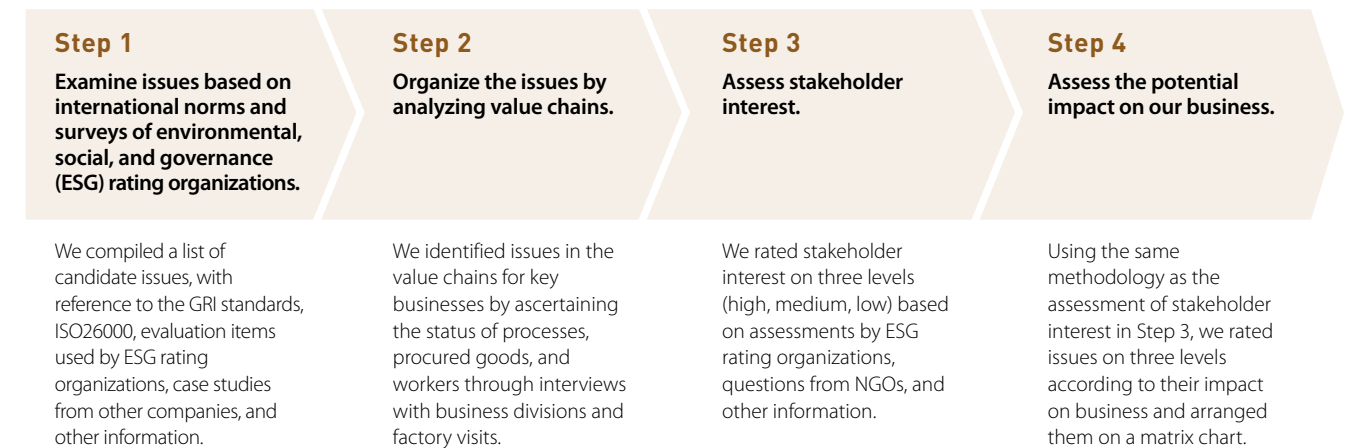 Step 1
Examine issues based on
international norms and
surveys of environmental,
social, and governance
(ESG) rating organizations.
We compiled a list of
candidate issues, with
reference to the GRI standards,
ISO26000, evaluation items
used by ESG rating
organizations, case studies
from other companies, and
other information.
Step 2
Organize the issues by
analyzing value chains.
We identified issues in the
value chains for key
businesses by ascertaining
the status of processes,
procured goods, and
workers through interviews
with business divisions and
factory visits.
Step 3
Assess stakeholder
interest.
We rated stakeholder
interest on three levels
(high, medium, low) based
on assessments by ESG
rating organizations,
questions from NGOs, and
other information.
Step 4
Assess the potential
impact on our business.
Using the same
methodology as the
assessment of stakeholder
interest in Step 3, we rated
issues on three levels
according to their impact
on business and arranged
them on a matrix chart.